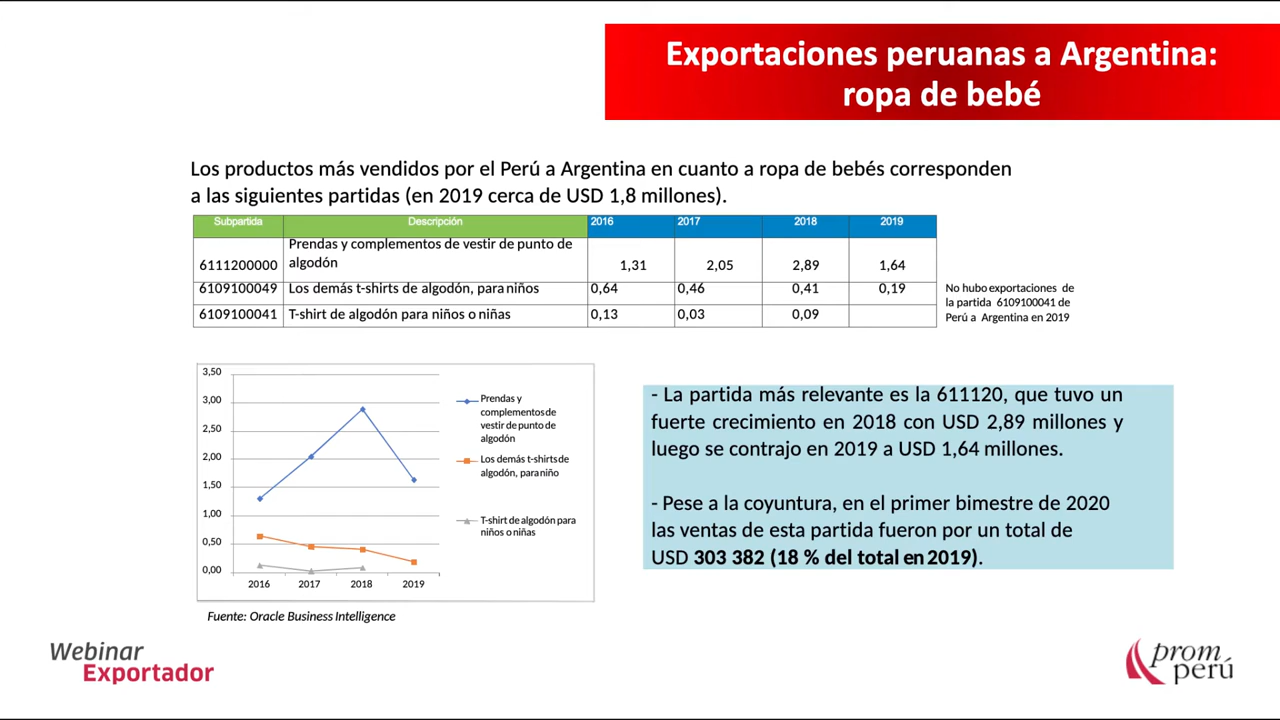 Exportaciones peruanas a Argentina:
ropa de bebé
Los productos más vendidos por el Perú a Argentina en cuanto a ropa de bebés corresponden
a las siguientes partidas (en 2019 cerca de USD 1,8 millones).
Subpartida Descripción 2016 2017 2018 2019
Prendas y complementos de vestir de punto de
6111200000 algodón 1,31 2,05 2,89 1,64
6109100049 Los demás t-shirts de algodón, para niños 0,64 0,46 0,41 0,19
6109100041 T-shirt de algodón para niños o niñas 0,13 0,03 0,09
No hubo exportaciones de
la partida 6109100041 de
Perú a Argentina en 2019
3,50
3,00
2,50
2,00
1,50
1,00
0,50
0,00
2016 2017 2018 2019
Prendas y
complementos de
vestir de punto de
algodón
Los demás t-shirts de
algodón, para niño
T-shirt de algodón para
niños o niñas
Fuente: Oracle Business Intelligence
- La partida más relevante es la 611120, que tuvo un
fuerte crecimiento en 2018 con USD 2,89 millones y
luego se contrajo en 2019 a USD 1,64 millones.
- Pese a la coyuntura, en el primer bimestre de 2020
las ventas de esta partida fueron por un total de
USD 303 382 (18 % del total en 2019).
Webinar
Exportador
prom
perú